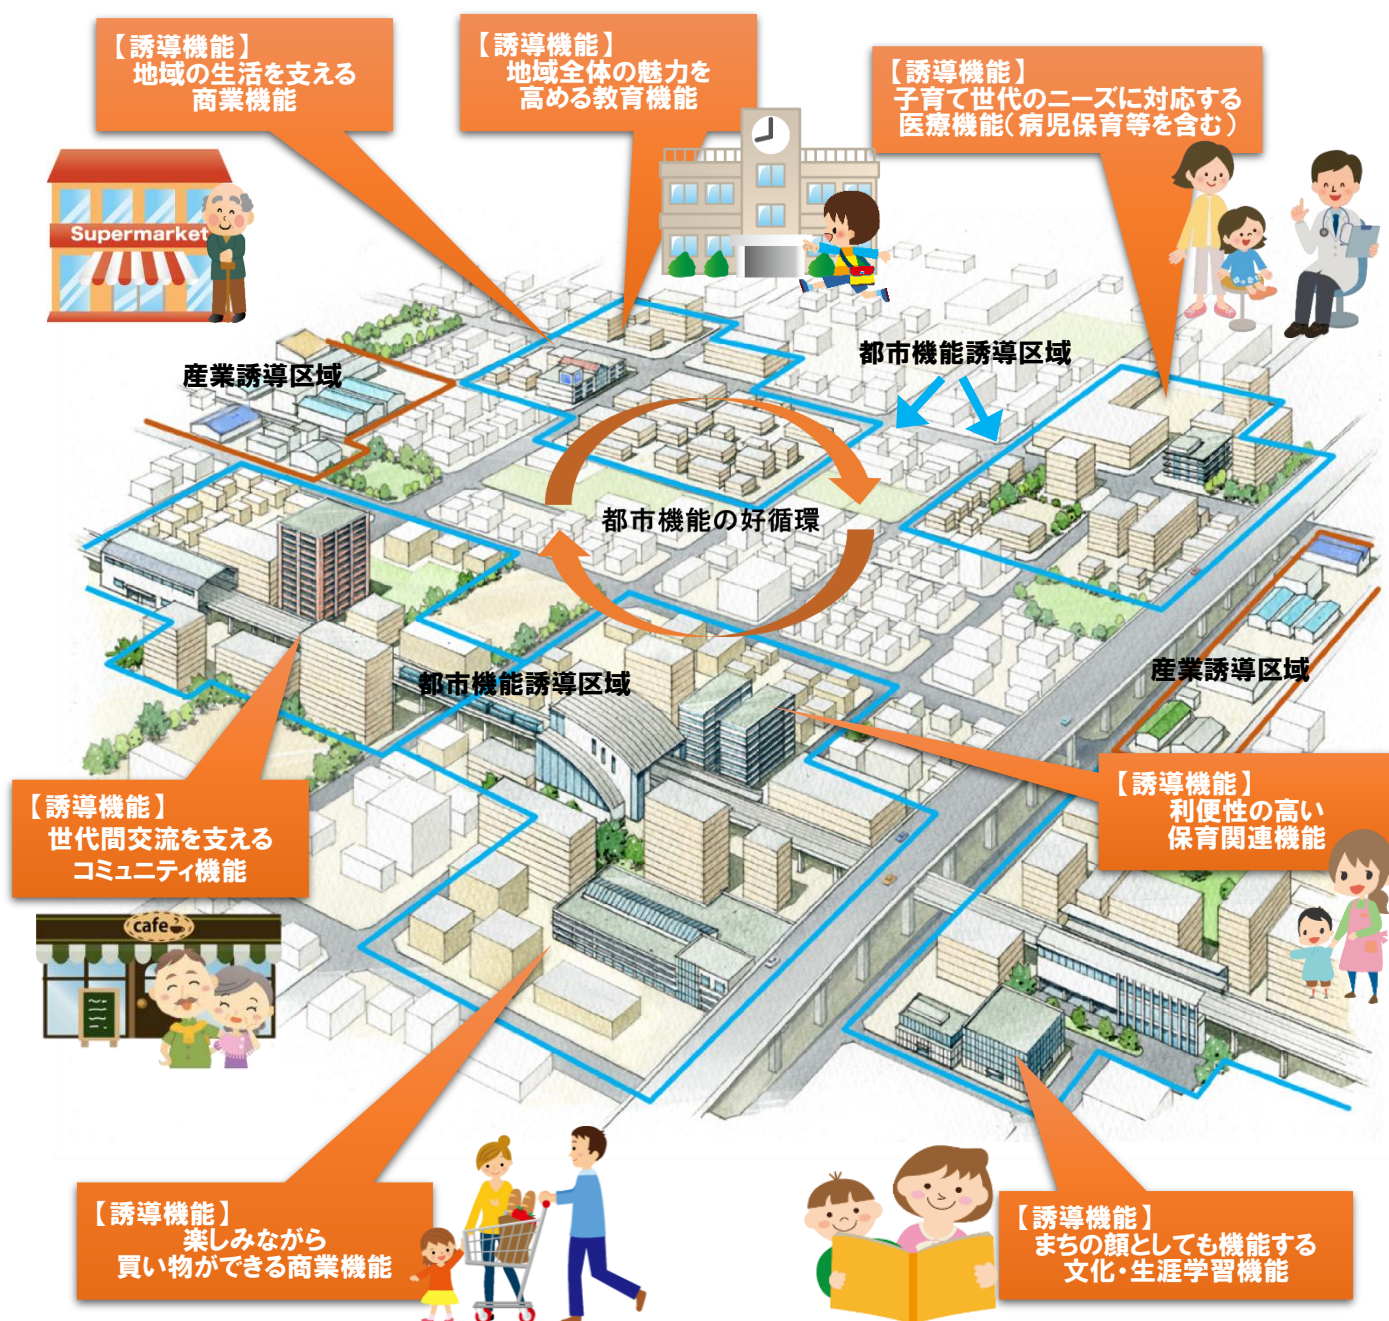 【誘導機能】
地域の生活を支える
商業機能
【誘導機能】
地域全体の魅力を
高める教育機能
【誘導機能】
子育て世代のニーズに対応する
医療機能（病児保育等を含む）
Supermarket
産業誘導区域
都市機能誘導区域
都市機能の好循環
都市機能誘導区域
産業誘導区域
【誘導機能】
世代間交流を支える
コミュニティ機能
【誘導機能】
利便性の高い
保育関連機能
cafe
【誘導機能】
楽しみながら
買い物ができる商業機能
【誘導機能】
まちの顔としても機能する
文化・生涯学習機能